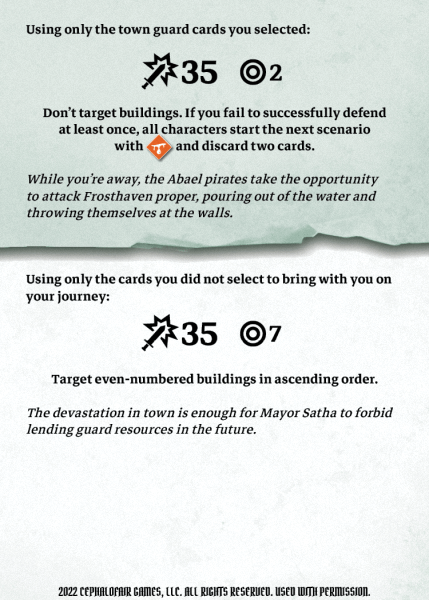 Using only the town guard cards you selected:
35 2
Don't target buildings. If you fail to successfully defend
at least once, all characters start the next scenario
with and discard two cards.
While you're away, the Abael pirates take the opportunity
to attack Frosthaven proper, pouring out of the water and
throwing themselves at the walls.
Using only the cards you did not select to bring with you on
your journey:
35 7
Target even-numbered buildings in ascending order.
The devastation in town is enough for Mayor Satha to forbid
lending guard resources in the future.
2022 CEPHALOFAIR GAMES, LLC. ALL RIGHTS RESERVED. USED WITH PERMISSION.